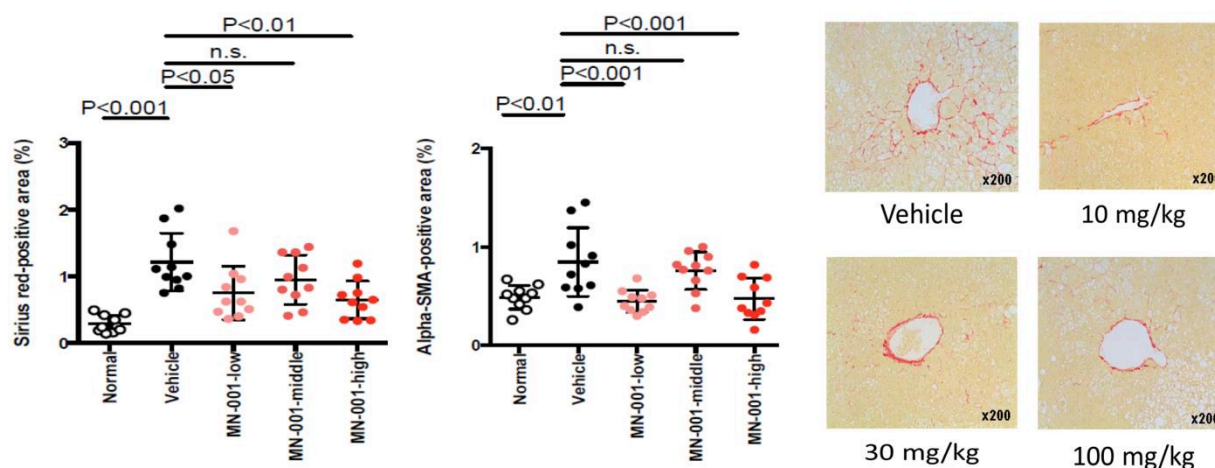 P<0.01
n.s.
P<0.05
P<0.001
3
2
1
0
Sirius red-positive area (%)
Normal
Vehicle
MN-001-low
MN-001-middle
MN-001-high
P<0.001
n.s.
P<0.001
P<0.01
2
1
0
Alpha-SMA-positive area (%)
Normal
Vehicle
MN-001-low
MN-001-middle
MN-001-high
x200
Vehicle
x200
10 mg/kg
x200
30 mg/kg
x200
100 mg/kg